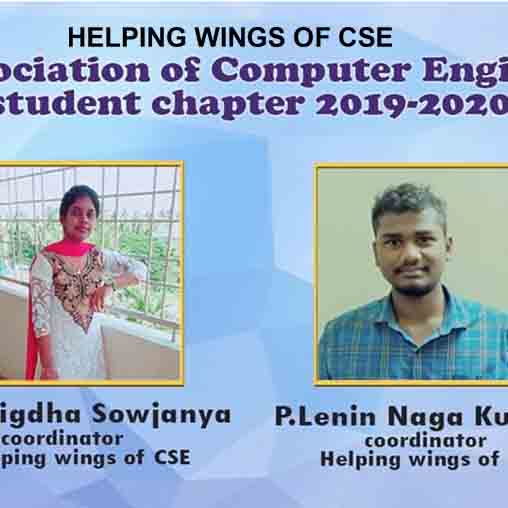 HELPING WINGS OF CSE
ociation of Computer Engi
student chapter 2019-2020
igdha Sowjanya
coordinator
ping wings of CSE
P.Lenin Naga Ku
coordinator
Helping wings of